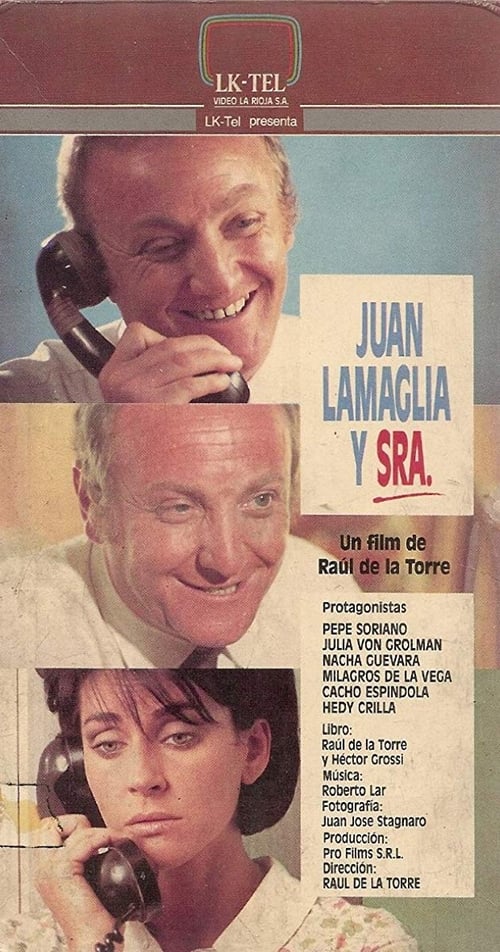 LK-TEL
VIDEO LA RIOJA S.A.
LK-Tel presenta
JUAN
LAMAGLIA
Y SRA.
Un film de
Raúl de la Torre
Protagonistas
PEPE SORIANO
JULIA VON GROLMAN
NACHA GUEVARA
MILAGROS DE LA VEGA
CACHO ESPINDOLA
HEDY CRILLA
Libro:
Raúl de la Torre
y Héctor Grossi
Música:
Roberto Lar
Fotografía:
Juan Jose Stagnaro
Producción:
Pro Films S.R.L.
Dirección:
RAUL DE LA TORRE